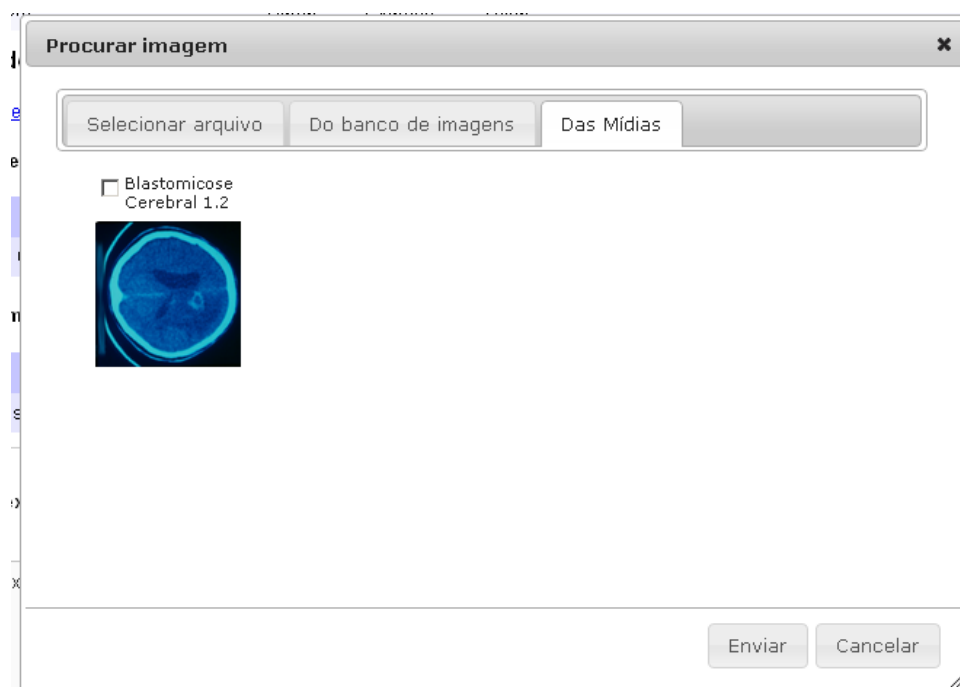 Procurar imagem
Selecionar arquivo
Do banco de imagens
Das Mídias
Blastomicose
Cerebral 1.2
Enviar
Cancelar